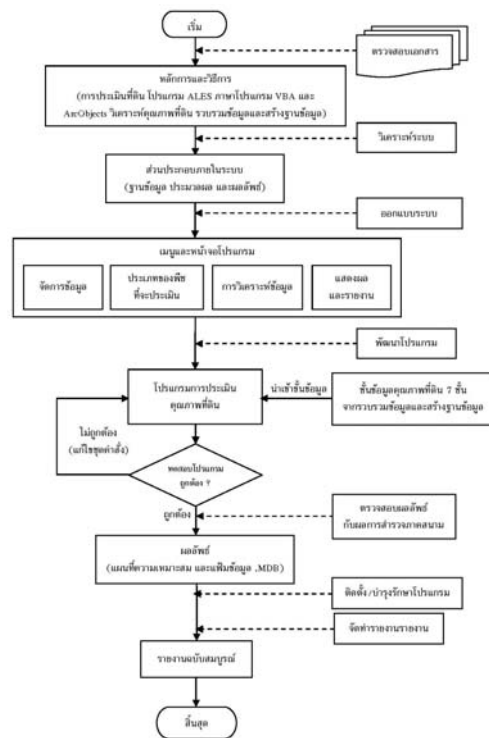 เริ่ม
ตรวจสอบเอกสาร
หลักการและวิธีการ
(การประเมินที่ดิน โปรแกรม ALES ภาษาโปรแกรม VBA และ
ArcObjects วิเคราะห์คุณภาพที่ดิน รวบรวมข้อมูลและสร้างฐานข้อมูล)
วิเคราะห์ระบบ
ส่วนประกอบภายในระบบ
(ฐานข้อมูล ประมวลผล และผลลัพธ์)
ออกแบบระบบ
เมนูและหน้าจอโปรแกรม
จัดการข้อมูล
ประเภทของพืช
ที่จะประเมิน
การวิเคราะห์ข้อมูล
แสดงผล
และรายงาน
พัฒนาโปรแกรม
โปรแกรมการประเมิน
คุณภาพที่ดิน
นำเข้าชั้นข้อมูล
ชั้นข้อมูลคุณภาพที่ดิน 7 ชั้น
จากรวบรวมข้อมูลและสร้างฐานข้อมูล
ไม่ถูกต้อง
(แก้ไขชุดคำสั่ง)
ทดสอบโปรแกรม
ถูกต้อง ?
ถูกต้อง
ตรวจสอบผลลัพธ์
กับผลการสำรวจภาคสนาม
ผลลัพธ์
(แผนที่ความเหมาะสม และแฟ้มข้อมูล .MDB)
ติดตั้ง/บำรุงรักษาโปรแกรม
จัดทำรายงานรายงาน
รายงานฉบับสมบูรณ์
สิ้นสุด